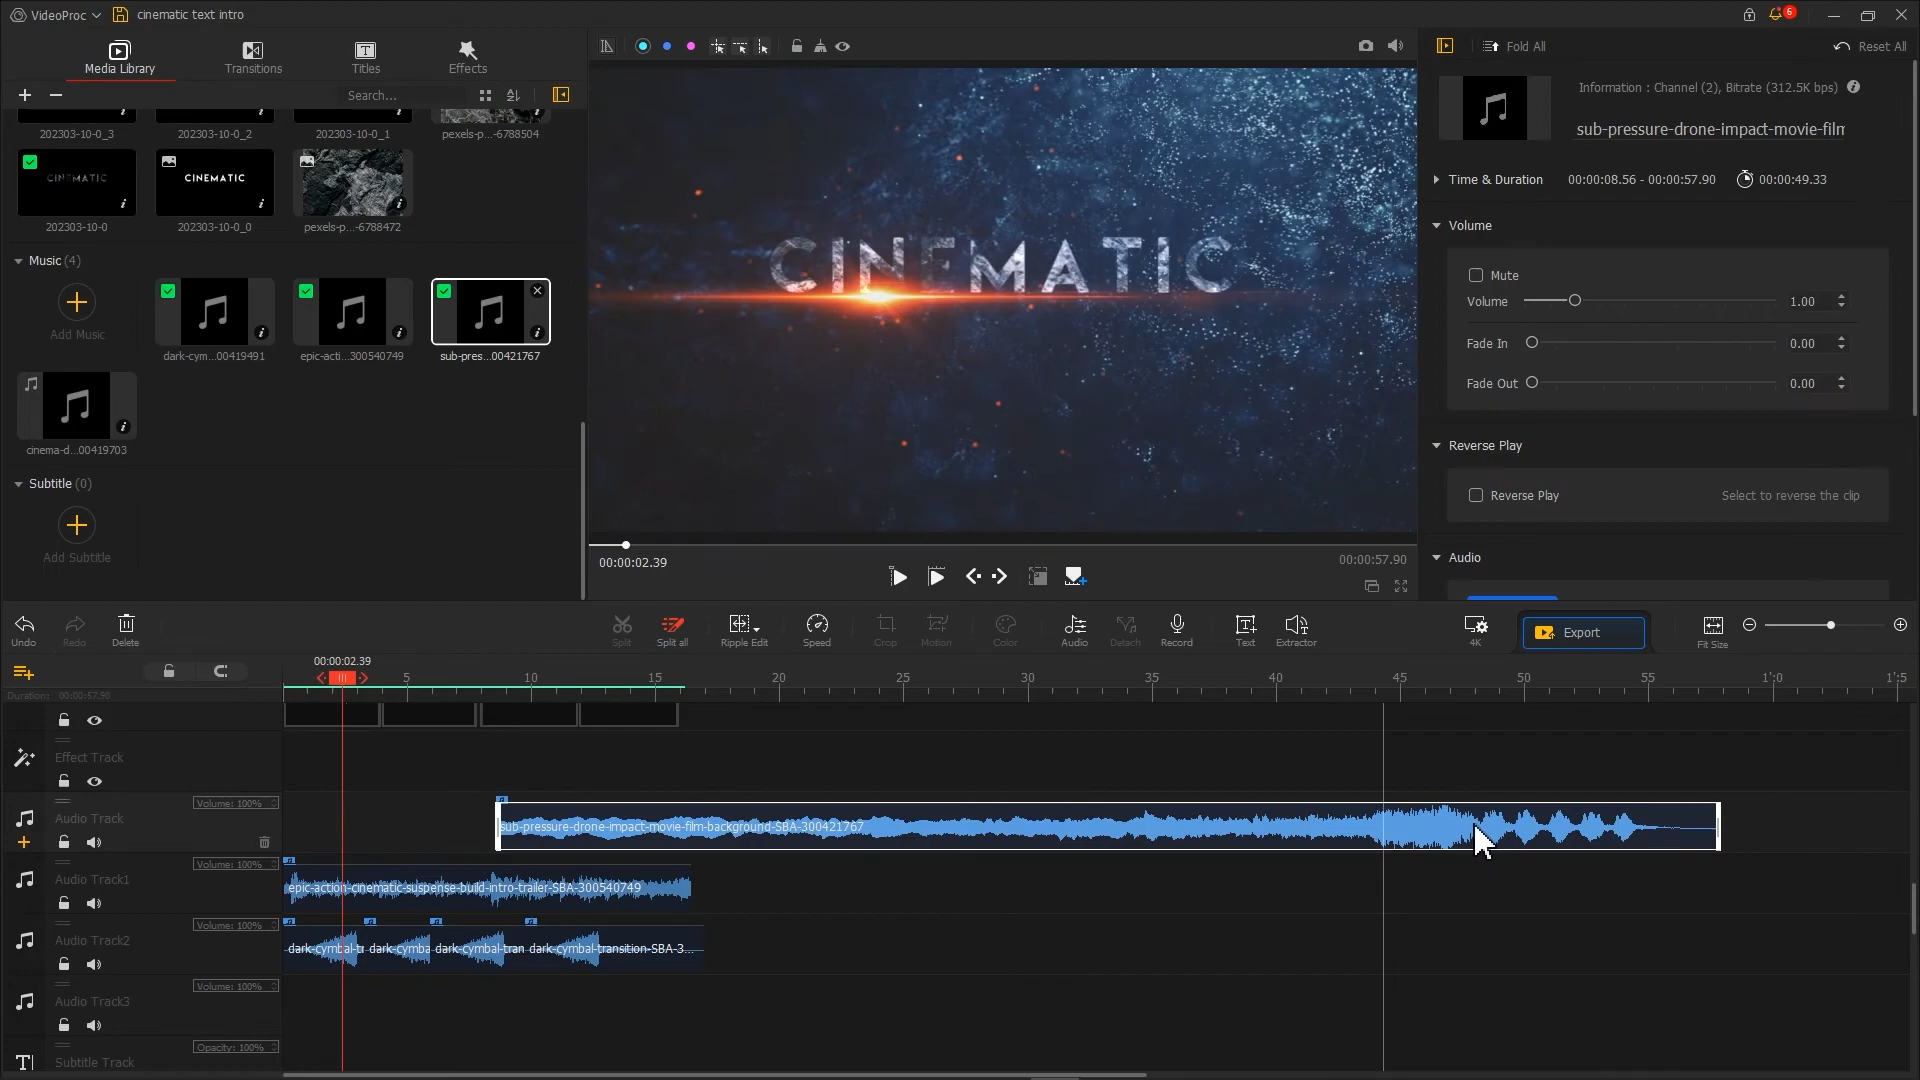 VideoProc
cinematic text intro
6
Media Library
Transitions
Titles
Effects
Search...
202303-10-0_3
202303-10-0_2
202303-10-0_1
pexels-p...-6788504
CINEMATIC
CINEMATIC
202303-10-0
202303-10-0_0
pexels-p...-6788472
Music (4)
Add Music
dark-cym...00419491
epic-acti...300540749
sub-pres...00421767
cinema-d...00419703
Subtitle (0)
Add Subtitle
CINEMATIC
00:00:02.39
00:00:57.90
Fold All
Reset All
Information : Channel (2), Bitrate (312.5K bps)
sub-pressure-drone-impact-movie-film
Time & Duration
00:00:08.56 - 00:00:57.90
00:00:49.33
Volume
Mute
Volume
1.00
Fade In
0.00
Fade Out
0.00
Reverse Play
Reverse Play
Select to reverse the clip
Audio
Undo
Redo
Delete
Split
Split all
Ripple Edit
Speed
Crop
Motion
Color
Audio
Detach
Record
Text
Extractor
4K
Export
Fit Size
00:00:02.39
5
10
15
20
25
30
35
40
45
50
55
1'0
1':5
Duration: 00:00:57.90
Effect Track
Volume: 100%
Audio Track
sub-pressure-drone-impact-movie-film-background-SBA-300421767
Volume: 100%
Audio Track1
epic-action-cinematic-suspense-build-intro-trailer-SBA-300540749
Volume: 100%
Audio Track2
dark-cymbal-tr
dark-cymba
dark-cymbal-tran
dark-cymbal-transition-SBA-3...
Volume: 100%
Audio Track3
Opacity: 100%
Subtitle Track